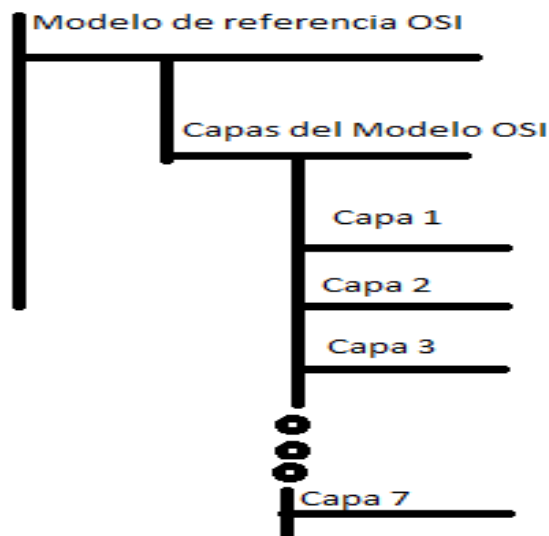 Modelo de referencia OSI
Capas del Modelo OSI
Capa 1
Capa 2
Capa 3
Capa 7